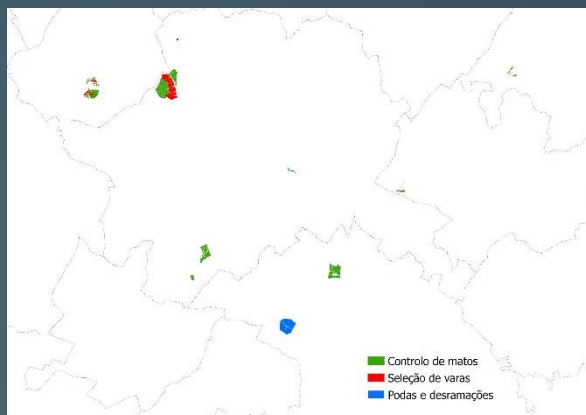 Controlo de matos
Seleção de varas
Podas e desramações